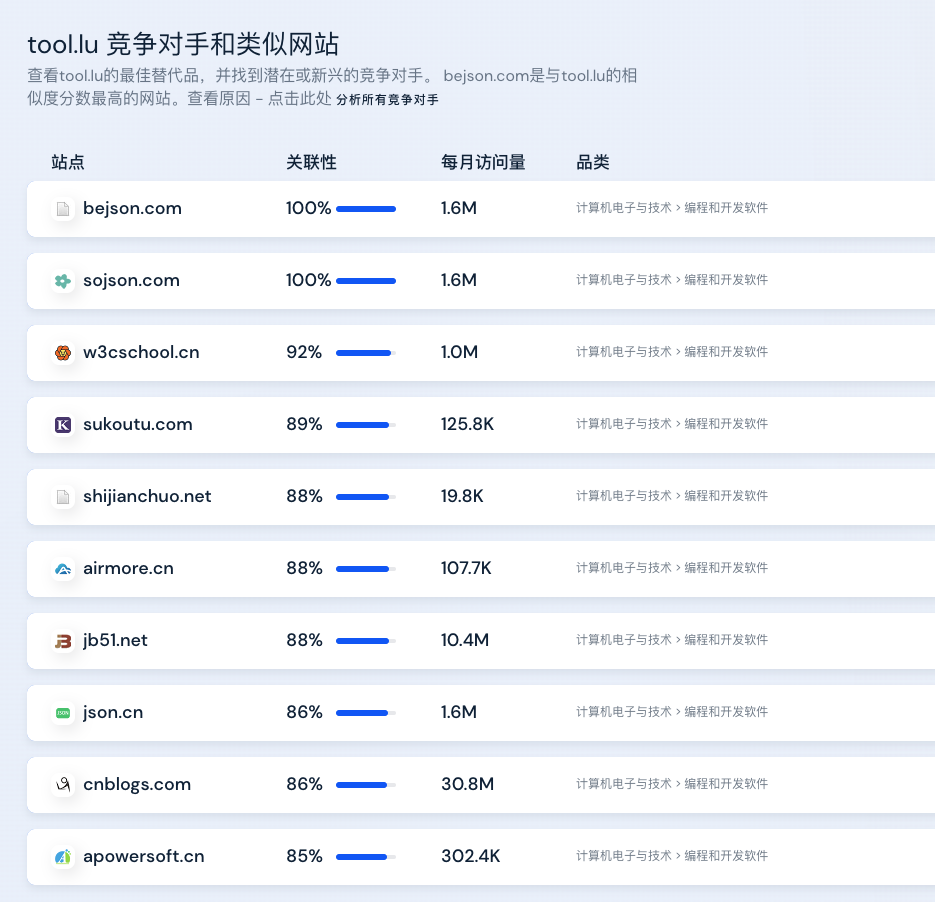 tool.lu 竞争对手和类似网站
查看tool.lu的最佳替代品，并找到潜在或新兴的竞争对手。 bejson.com是与tool.lu的相
似度分数最高的网站。查看原因 – 点击此处 分析所有竞争对手
站点 关联性 每月访问量 品类
bejson.com 100% 1.6M 计算机电子与技术 > 编程和开发软件
sojson.com 100% 1.6M 计算机电子与技术 > 编程和开发软件
w3cschool.cn 92% 1.0M 计算机电子与技术 > 编程和开发软件
K sukoutu.com 89% 125.8K 计算机电子与技术 > 编程和开发软件
shijianchuo.net 88% 19.8K 计算机电子与技术 > 编程和开发软件
airmore.cn 88% 107.7K 计算机电子与技术 > 编程和开发软件
jb51.net 88% 10.4M 计算机电子与技术 > 编程和开发软件
JSON json.cn 86% 1.6M 计算机电子与技术 > 编程和开发软件
cnblogs.com 86% 30.8M 计算机电子与技术 > 编程和开发软件
apowersoft.cn 85% 302.4K 计算机电子与技术 > 编程和开发软件